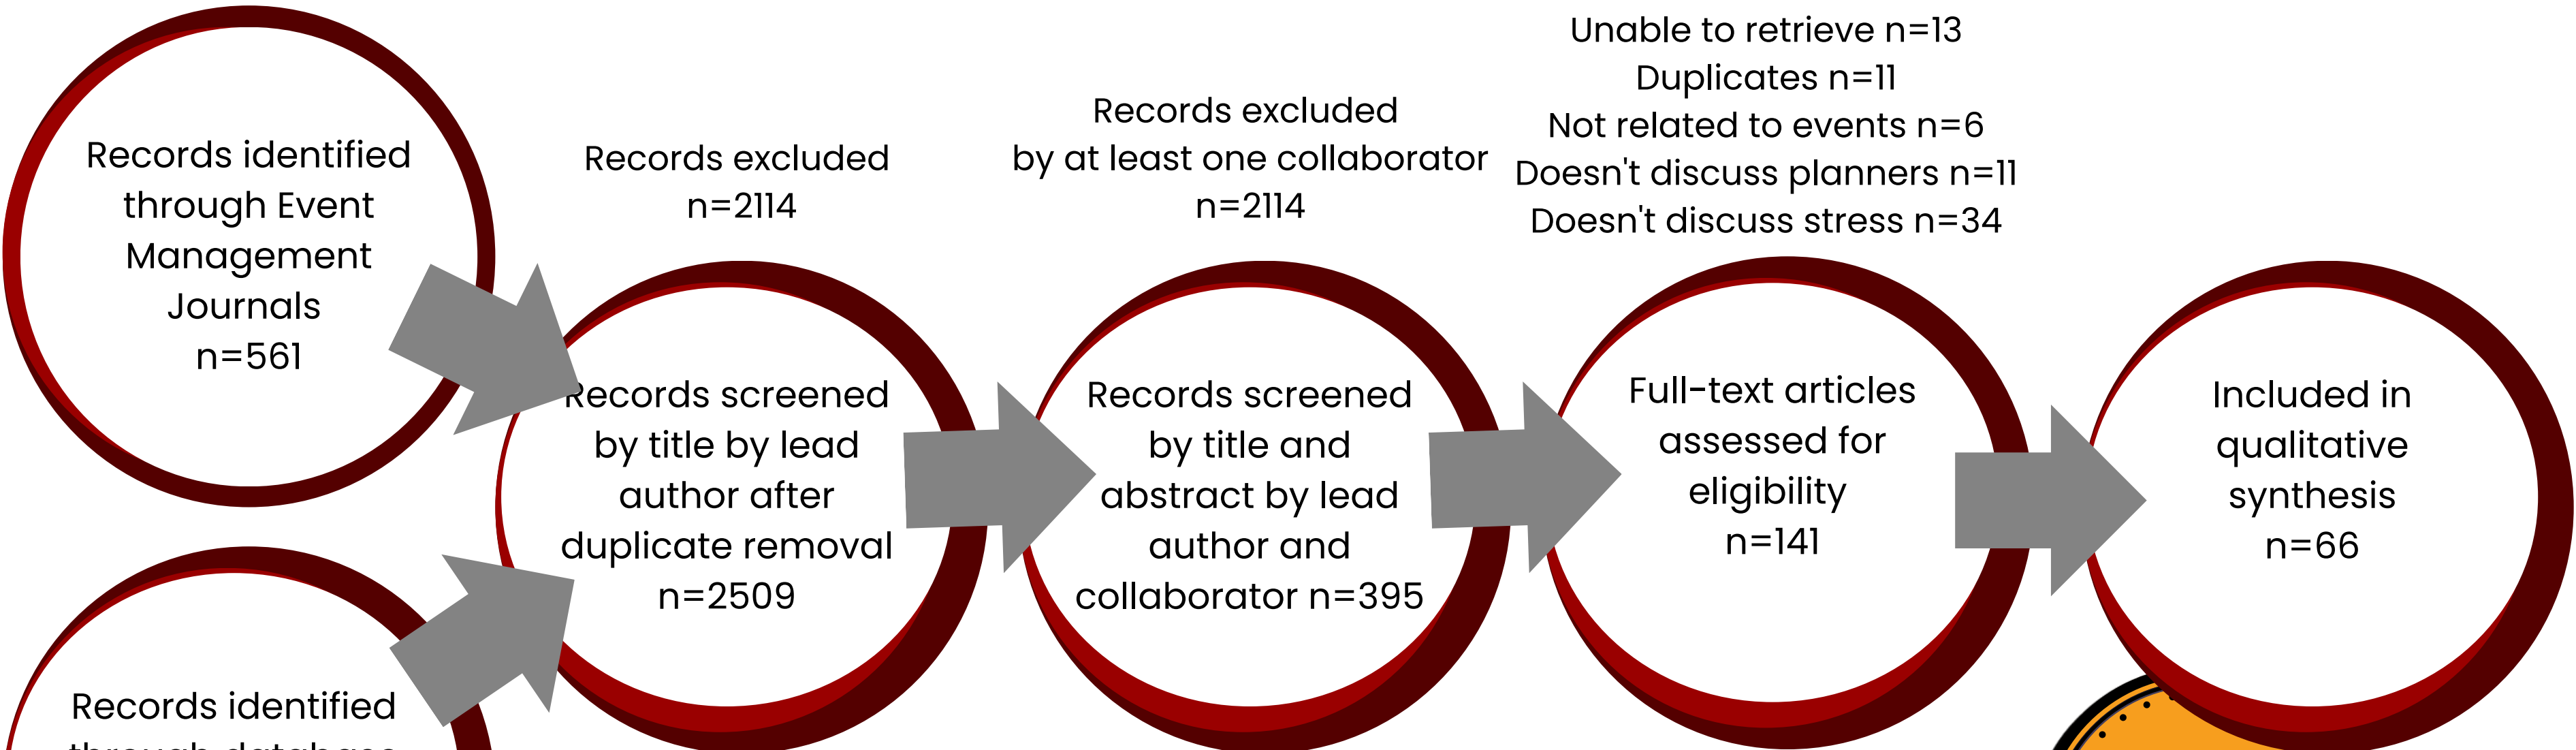 Records identified
through Event
Management
Journals
n=561
Records identified
through database
Records excluded
n=2114
Records screened
by title by lead
author after
duplicate removal
n=2509
Records excluded
by at least one collaborator
n=2114
Records screened
by title and
abstract by lead
author and
collaborator n=395
Unable to retrieve n=13
Duplicates n=11
Not related to events n=6
Doesn't discuss planners n=11
Doesn't discuss stress n=34
Full-text articles
assessed for
eligibility
n=141
Included in
qualitative
synthesis
n=66